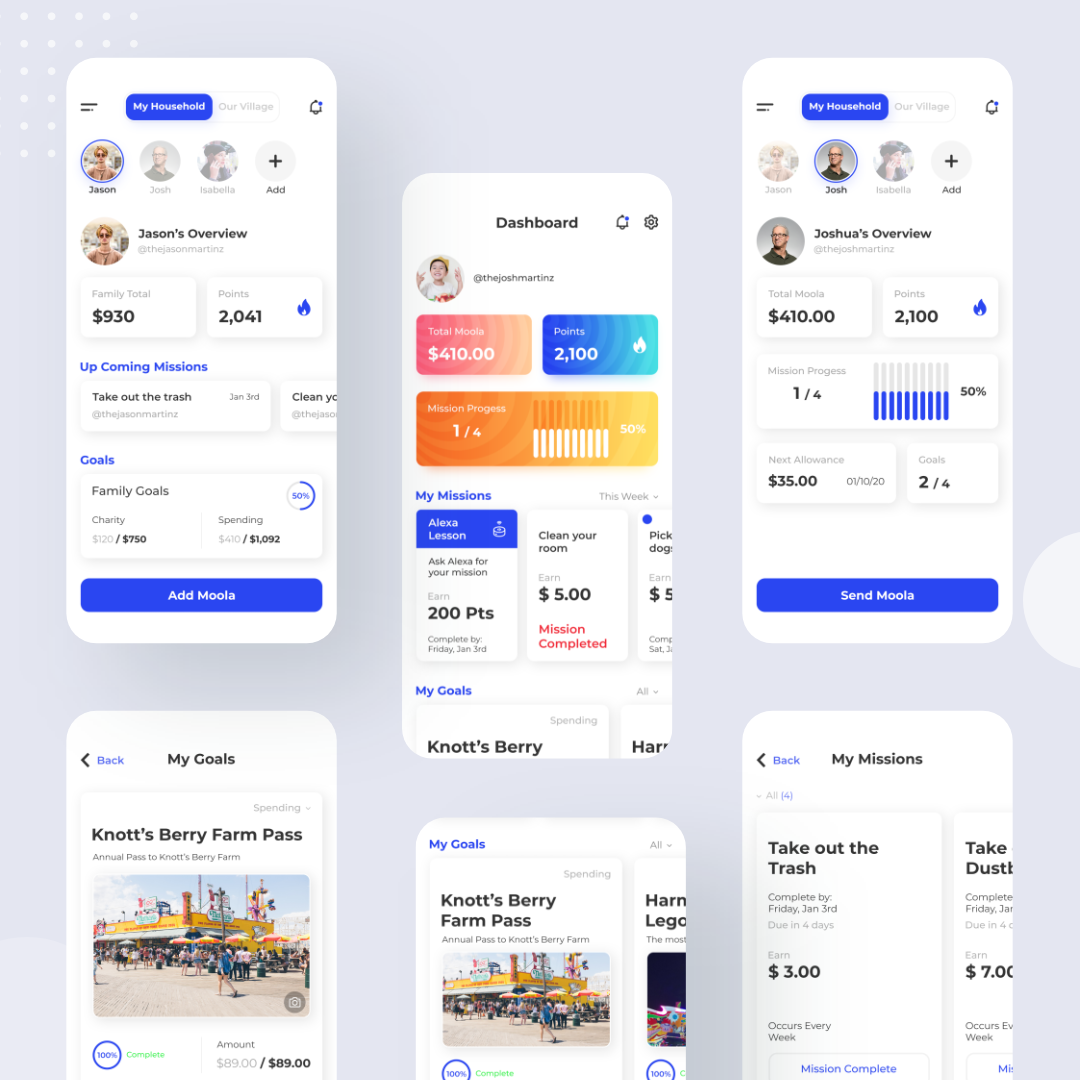 My Household
Our Village
Jason
Josh
Isabella
Add
Jason's Overview
@thejasonmartinz
Family Total
$930
Points
2,041
Up Coming Missions
Take out the trash
Jan 3rd
@thejasonmartinz
Clean yo
@thejaso
Goals
Family Goals
50%
Charity
$120 / $750
Spending
$410 / $1,092
Add Moola
Dashboard
@thejoshmartinz
Total Moola
$410.00
Points
2,100
Mission Progess
1 / 4
50%
My Missions
This Week
Alexa
Lesson
Ask Alexa for
your mission
Earn
200 Pts
Complete by:
Friday, Jan 3rd
Clean your
room
Earn
$ 5.00
Mission
Completed
Pick
dogs
Earn
$ 5
Comp
Sat, Ja
My Goals
All
Spending
Knott's Berry
Harr
My Household
Our Village
Jason
Josh
Isabella
Add
Joshua's Overview
@thejoshmartinz
Total Moola
$410.00
Points
2,100
Mission Progess
1 / 4
50%
Next Allowance
$35.00
01/10/20
Goals
2 / 4
Send Moola
Back
My Goals
Spending
Knott's Berry Farm Pass
Annual Pass to Knott's Berry Farm
100%
Complete
Amount
$89.00 / $89.00
My Goals
All
Spending
Knott's Berry
Farm Pass
Annual Pass to Knott's Berry Farm
100%
Complete
Harr
Lego
The most
100%
C
Back
My Missions
All (4)
Take out the
Trash
Complete by:
Friday, Jan 3rd
Due in 4 days
Earn
$ 3.00
Occurs Every
Week
Mission Complete
Take
Dustb
Complete
Friday, Jan
Due in 4 d
Earn
$ 7.00
Occurs Ev
Week
Mis